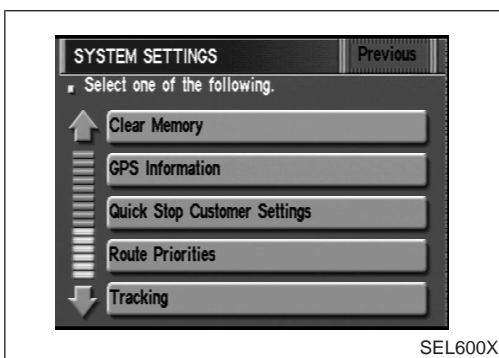 SYSTEM SETTINGS
Previous
Select one of the following.
Clear Memory
GPS Information
Quick Stop Customer Settings
Route Priorities
Tracking
SEL600X